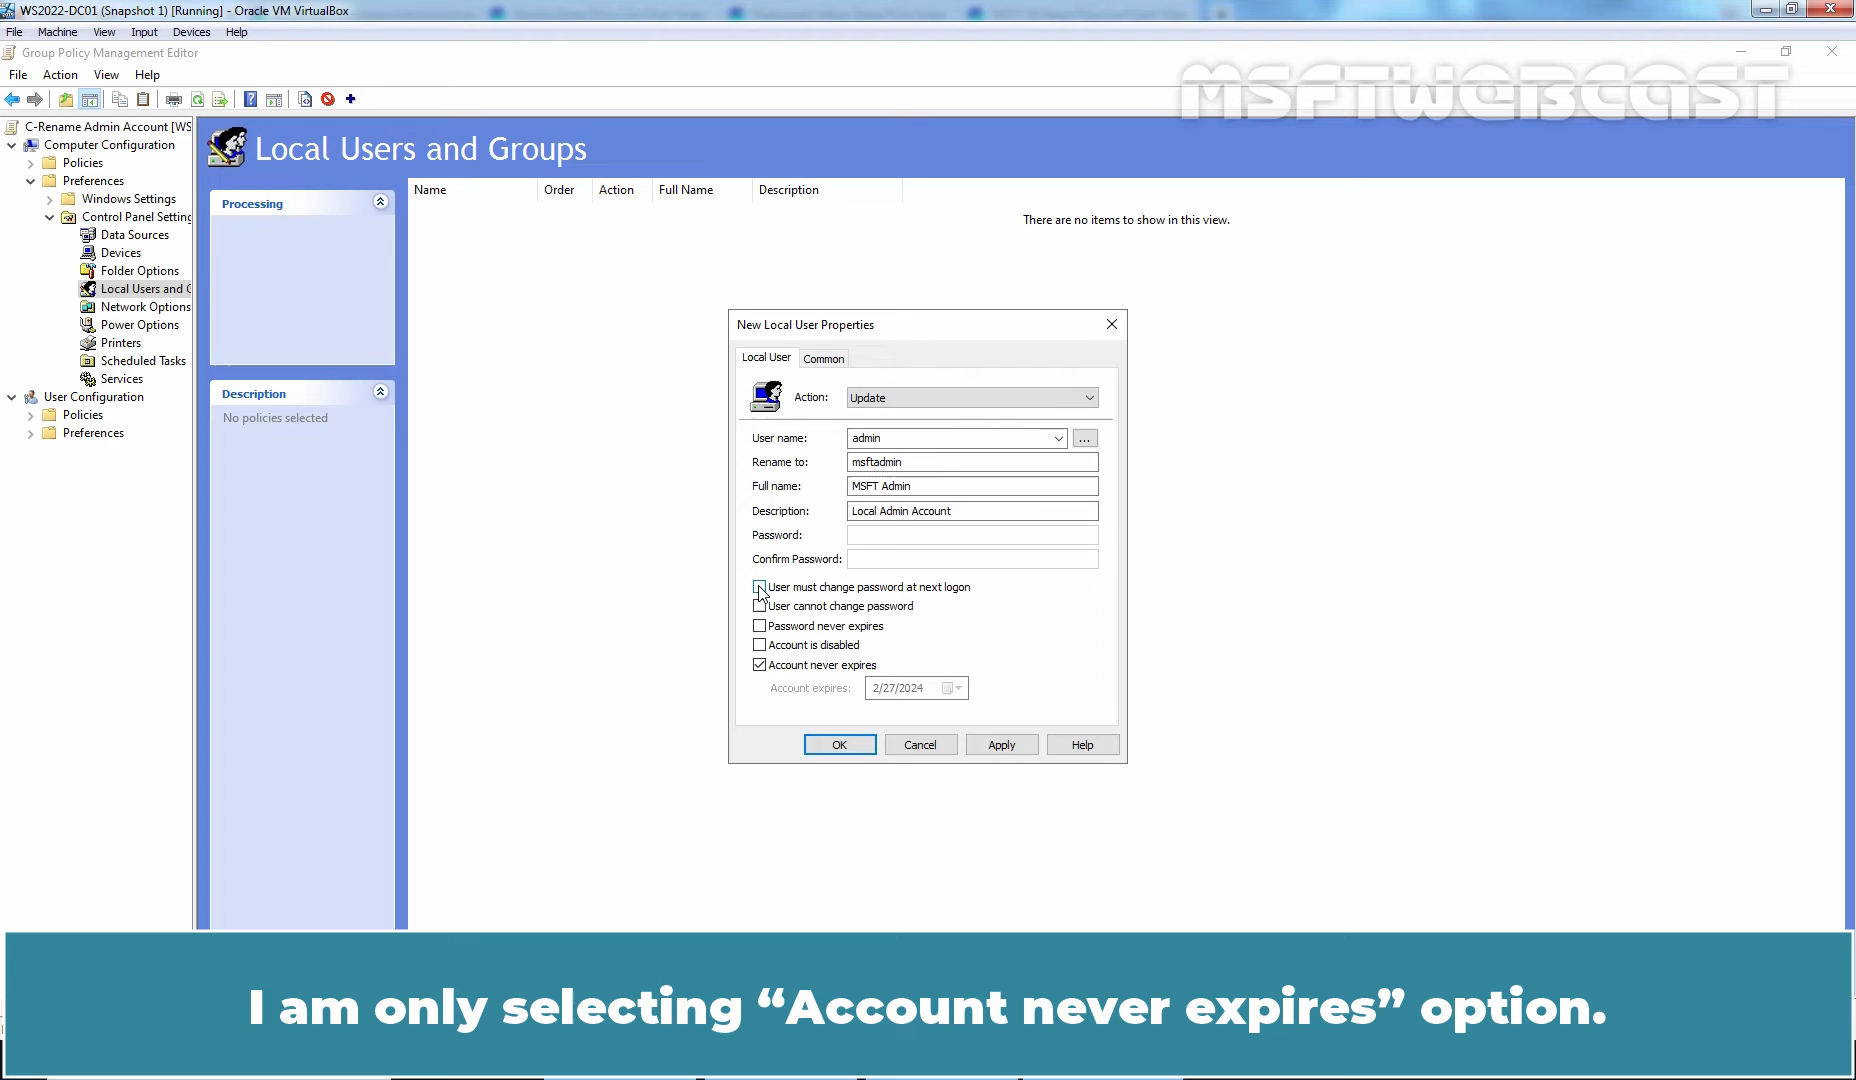 WS2022-DC01 (Snapshot 1) [Running] - Oracle VM VirtualBox
File Machine View Input Devices Help
Group Policy Management Editor
File Action View Help
MSFTWEBCAST
C-Rename Admin Account [WS
Computer Configuration
Policies
Preferences
Windows Settings
Control Panel Setting
Data Sources
Devices
Folder Options
Local Users and G
Network Options
Power Options
Printers
Scheduled Tasks
Services
User Configuration
Policies
Preferences
Local Users and Groups
Processing
Description
No policies selected
Name Order Action Full Name Description
There are no items to show in this view.
New Local User Properties
Local User Common
Action: Update
User name: admin ...
Rename to: msftadmin
Full name: MSFT Admin
Description: Local Admin Account
Password:
Confirm Password:
User must change password at next logon
User cannot change password
Password never expires
Account is disabled
Account never expires
Account expires: 2/27/2024
OK Cancel Apply Help
I am only selecting “Account never expires” option.